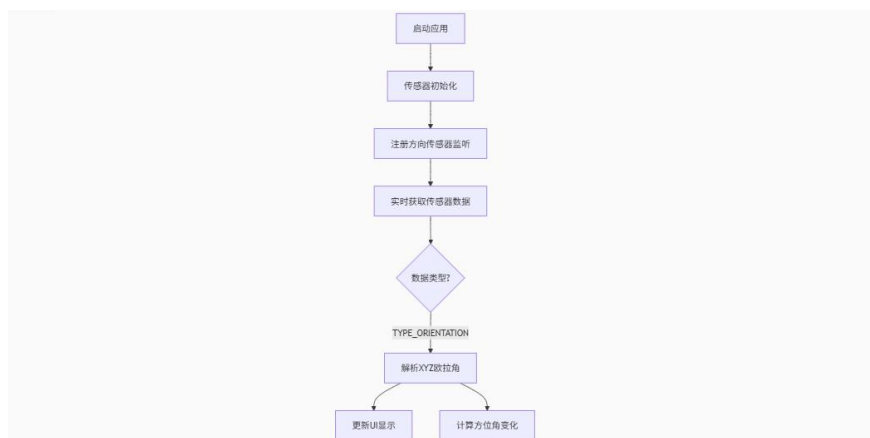 启动应用
传感器初始化
注册方向传感器监听
实时获取传感器数据
数据类型?
TYPE_ORIENTATION
解析XYZ欧拉角
更新UI显示
计算方位角变化